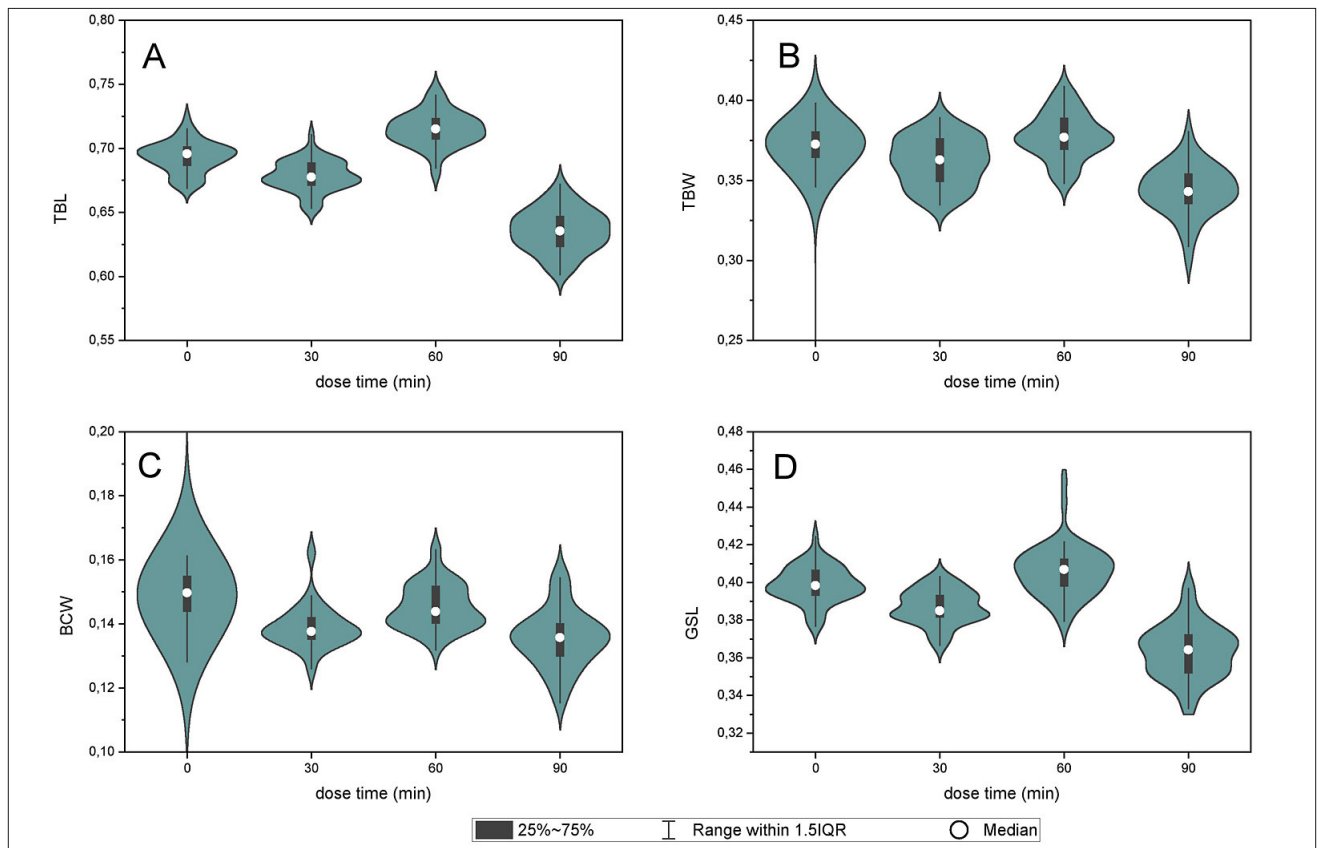 A
0,80
0,75
0,70
0,65
0,60
0,55
TBL
0 30 60 90
dose time (min)
B
0,45
0,40
0,35
0,30
0,25
TBW
0 30 60 90
dose time (min)
C
0,20
0,18
0,16
0,14
0,12
0,10
BCW
0 30 60 90
dose time (min)
D
0,48
0,46
0,44
0,42
0,40
0,38
0,36
0,34
0,32
GSL
0 30 60 90
dose time (min)
25%~75% Range within 1.5IQR Median